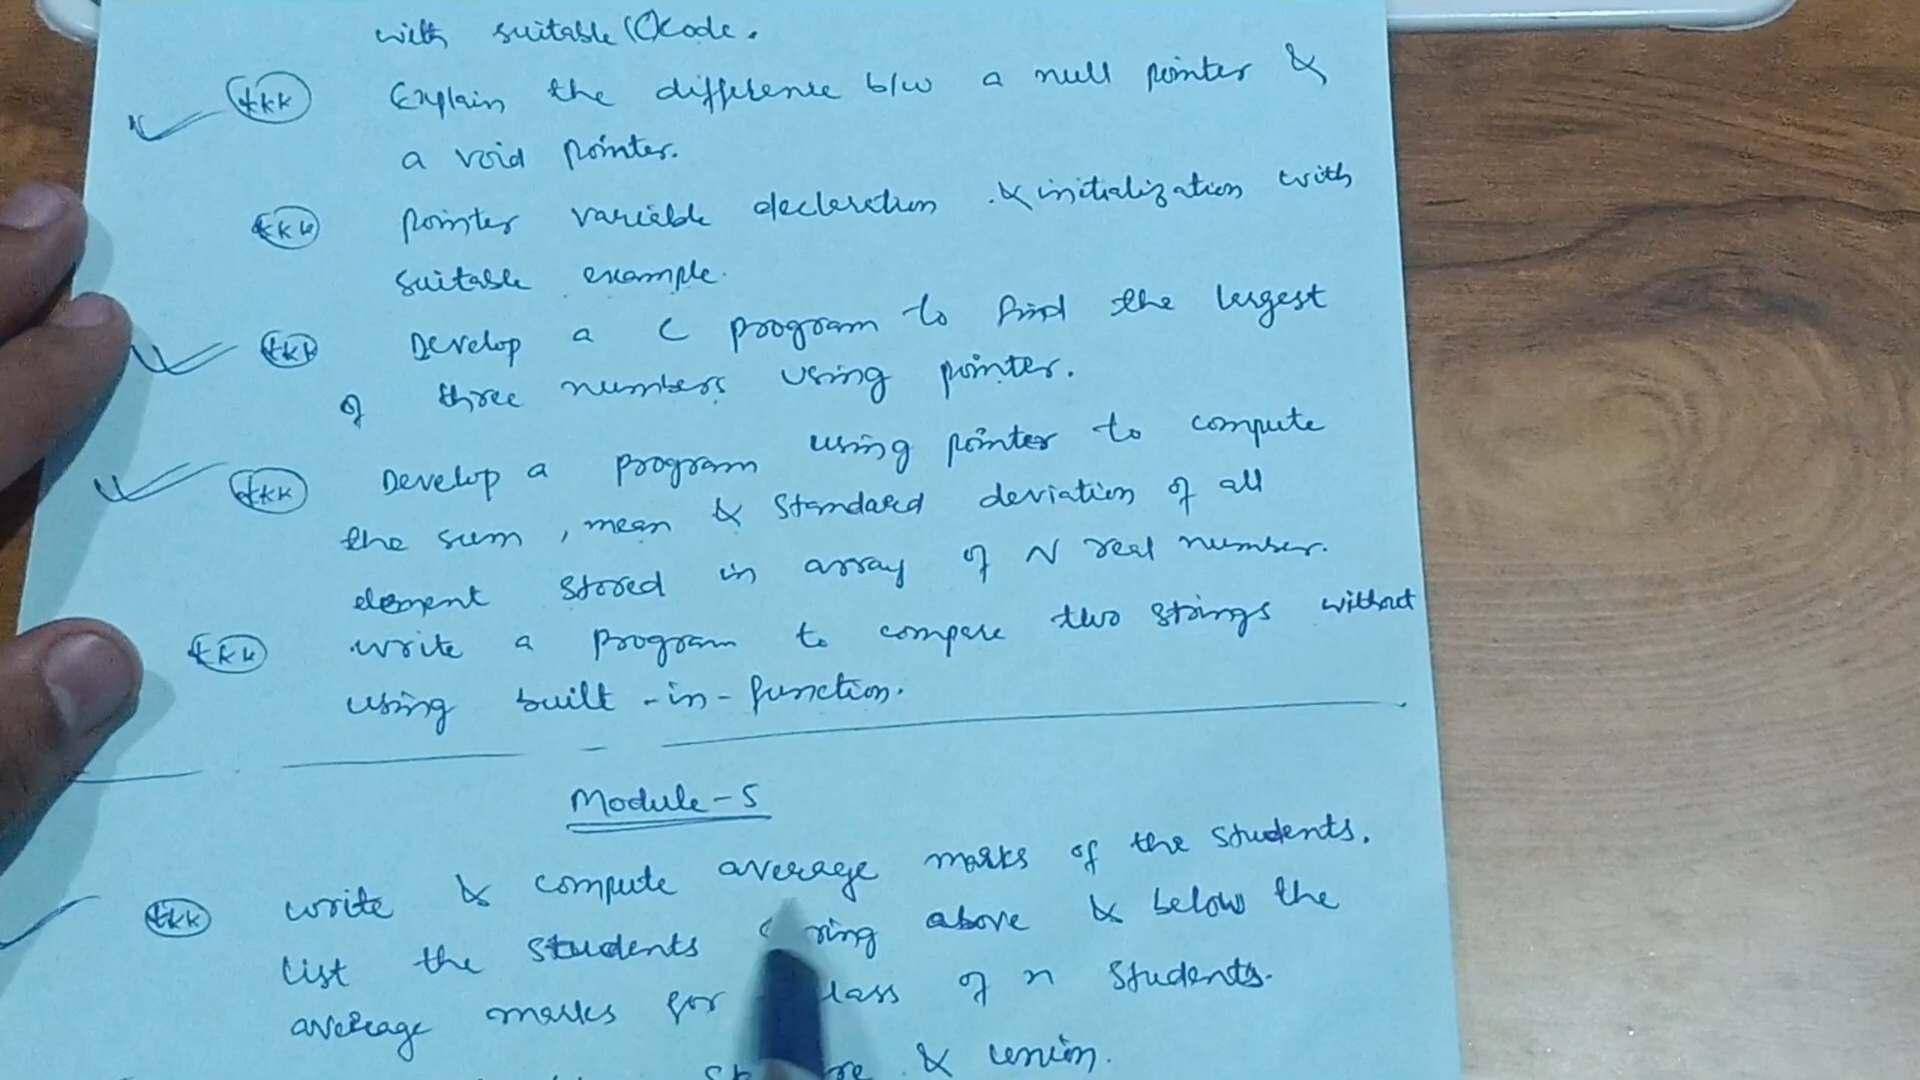 with suitable C code.
*** Explain the difference b/w a null pointer &
a void pointer.
*** pointer variable declaration & initialization with
suitable example.
*** Develop a C program to find the largest
of three numbers using pointer.
*** Develop a program using pointer to compute
the sum, mean & standard deviation of all
element stored in array of N real number.
*** write a program to compare two strings without
using built-in-function.
Module-5
*** write & compute average marks of the students.
list the students above & below the
average marks for of n students.
& union.